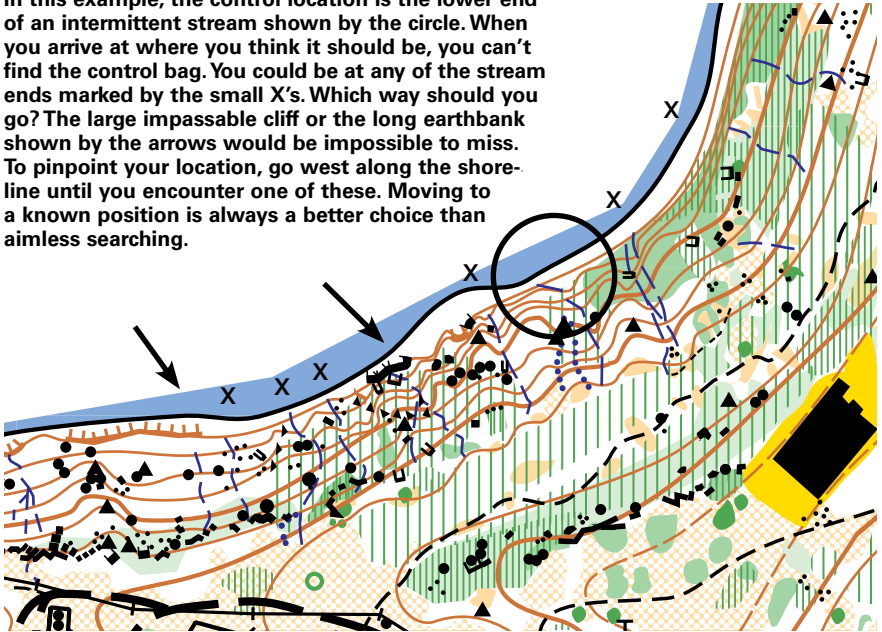 In this example, the control location is the lower end
of an intermittent stream shown by the circle. When
you arrive at where you think it should be, you can't
find the control bag. You could be at any of the stream
ends marked by the small X's. Which way should you
go? The large impassable cliff or the long earthbank
shown by the arrows would be impossible to miss.
To pinpoint your location, go west along the shore-
line until you encounter one of these. Moving to
a known position is always a better choice than
aimless searching.
X
X
X
X
X
X